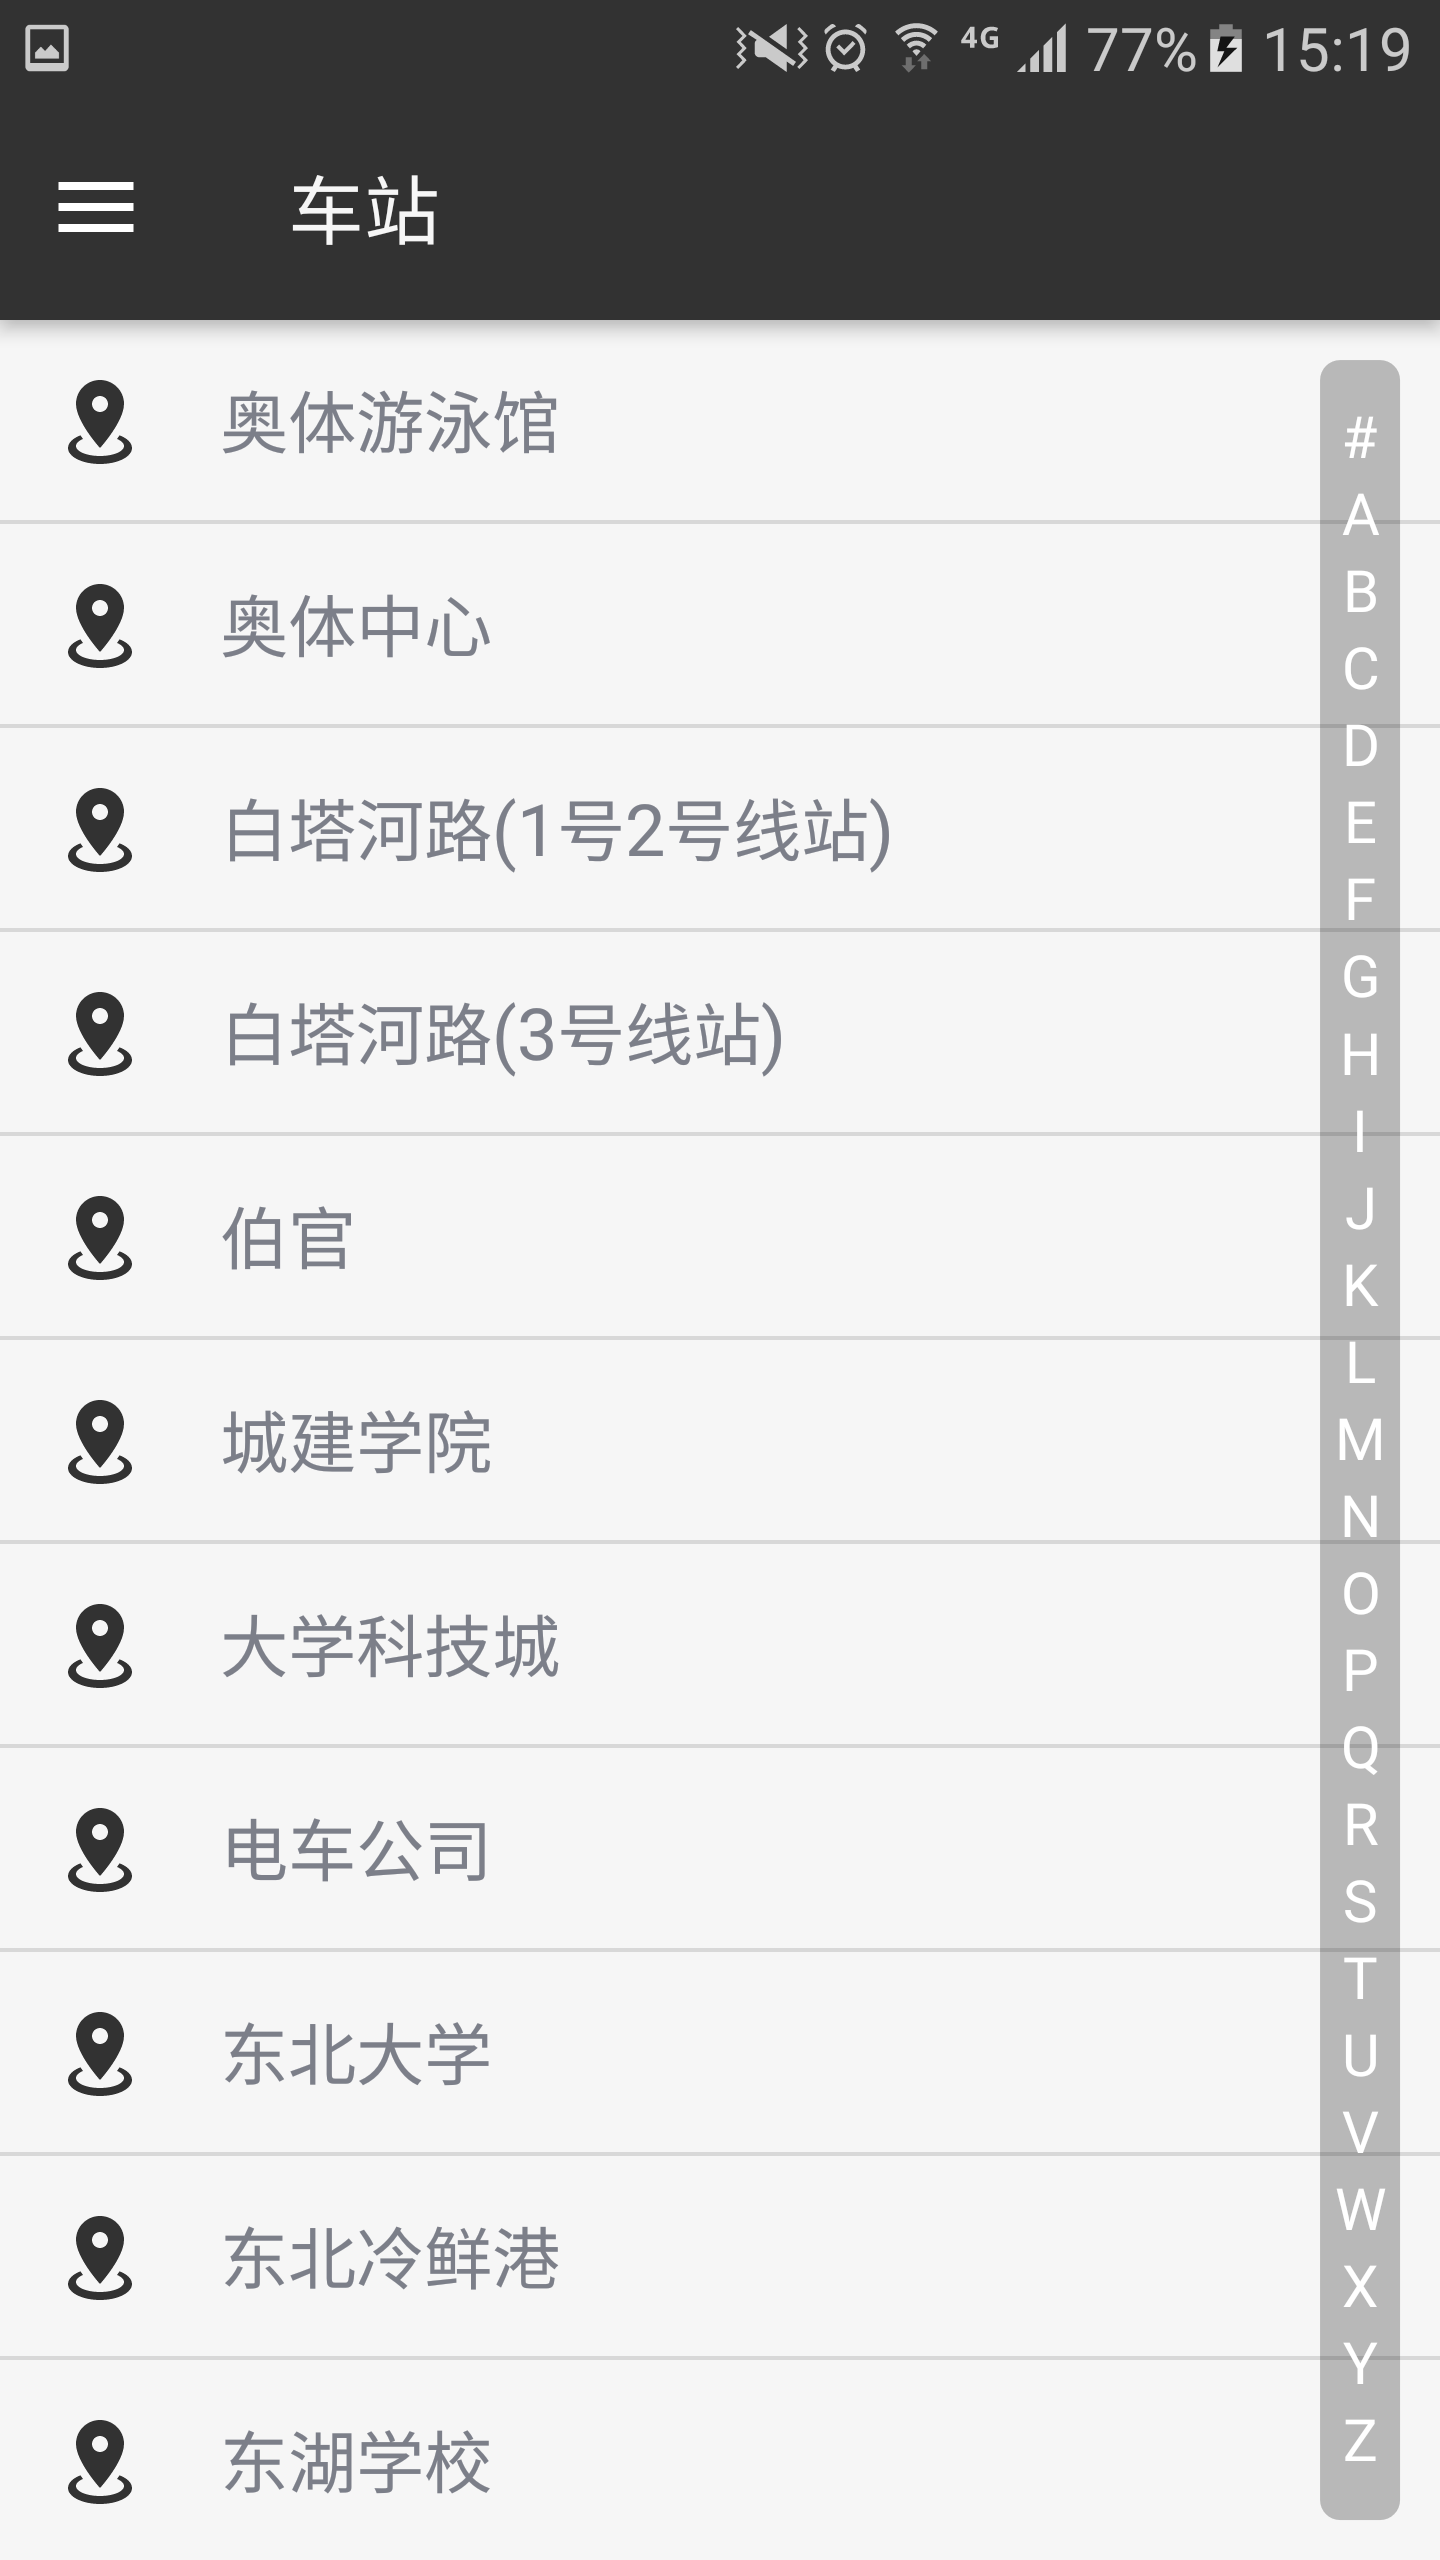 4G 77% 15:19
车站
奥体游泳馆
奥体中心
白塔河路(1号2号线站)
白塔河路(3号线站)
伯官
城建学院
大学科技城
电车公司
东北大学
东北冷鲜港
东湖学校
#
A
B
C
D
E
F
G
H
I
J
K
L
M
N
O
P
Q
R
S
T
U
V
W
X
Y
Z